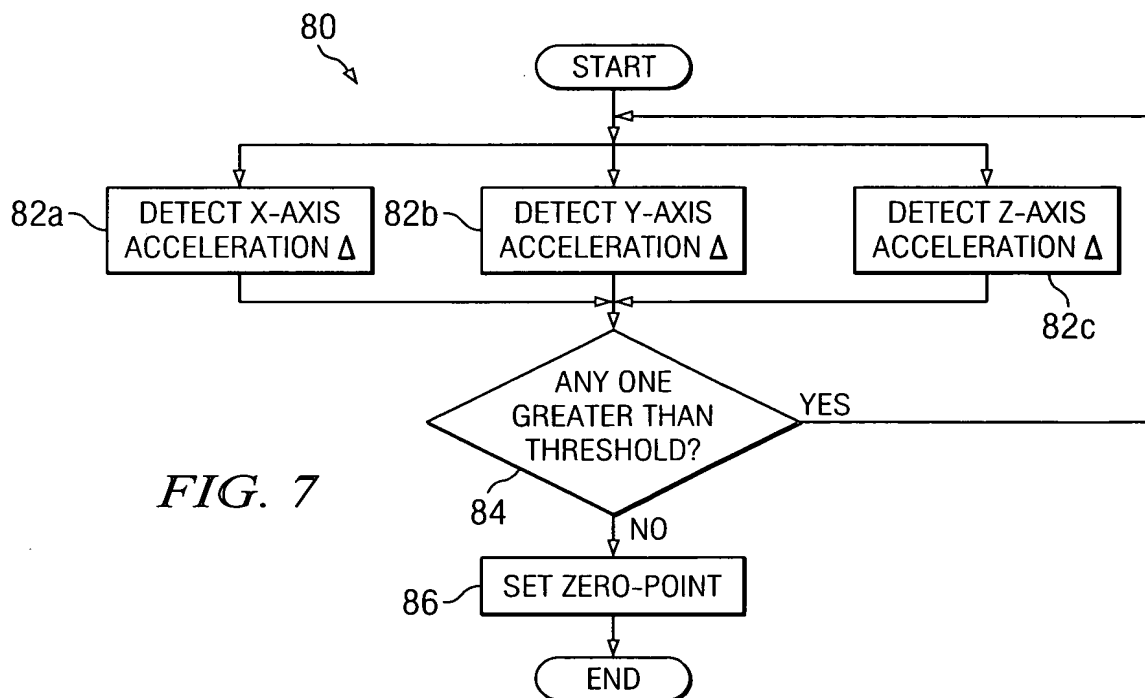 80
START
82a
DETECT X-AXIS
ACCELERATION Δ
82b
DETECT Y-AXIS
ACCELERATION Δ
DETECT Z-AXIS
ACCELERATION Δ
82c
ANY ONE
GREATER THAN
THRESHOLD?
YES
84
NO
FIG. 7
86
SET ZERO-POINT
END